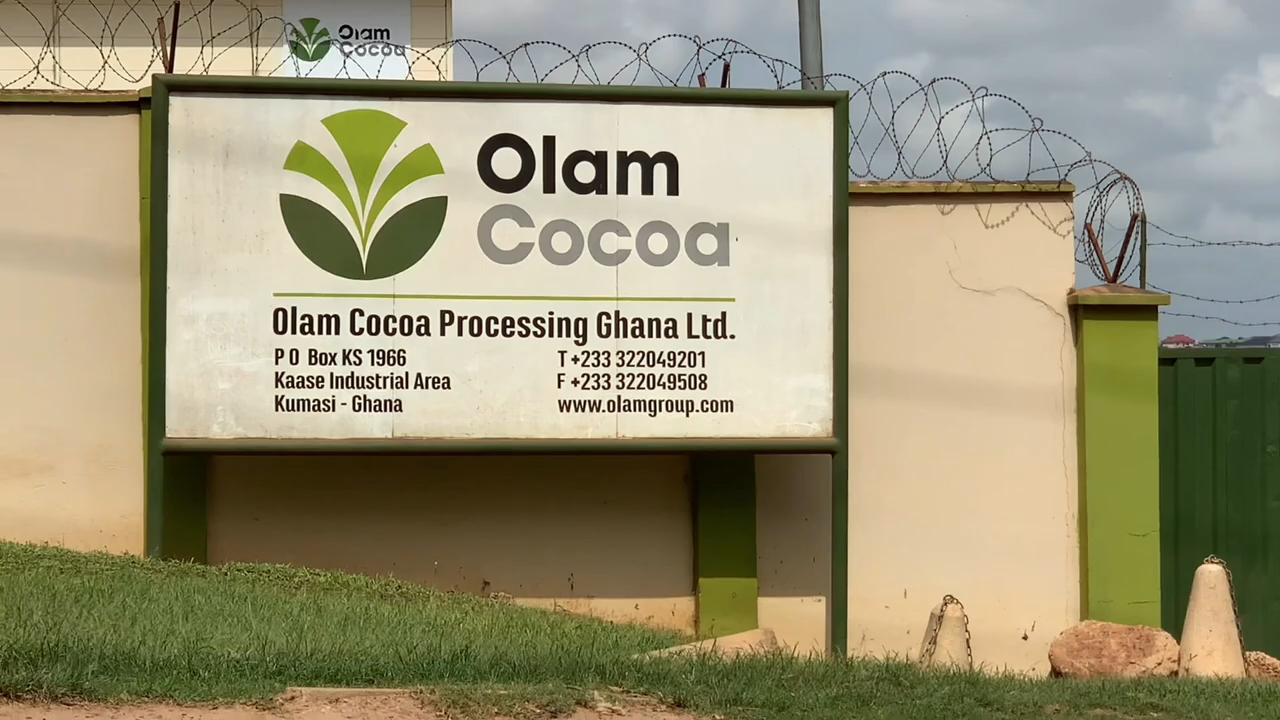 Olam
Cocoa
Olam
Cocoa
Olam Cocoa Processing Ghana Ltd.
P O Box KS 1966
Kaase Industrial Area
Kumasi - Ghana
T +233 322049201
F +233 322049508
www.olamgroup.com